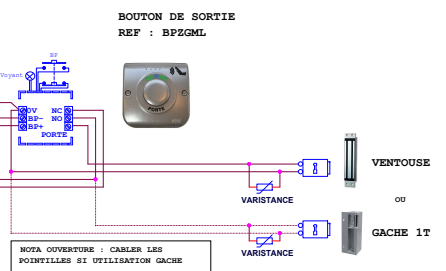 BOUTON DE SORTIE
REF : BPZGML
BP
Voyant
0V NC
BP- NO
BP+
PORTE
PORTE
VENTOUSE
VARISTANCE
OU
GACHE 1T
VARISTANCE
NOTA OUVERTURE : CABLER LES
POINTILLES SI UTILISATION GACHE